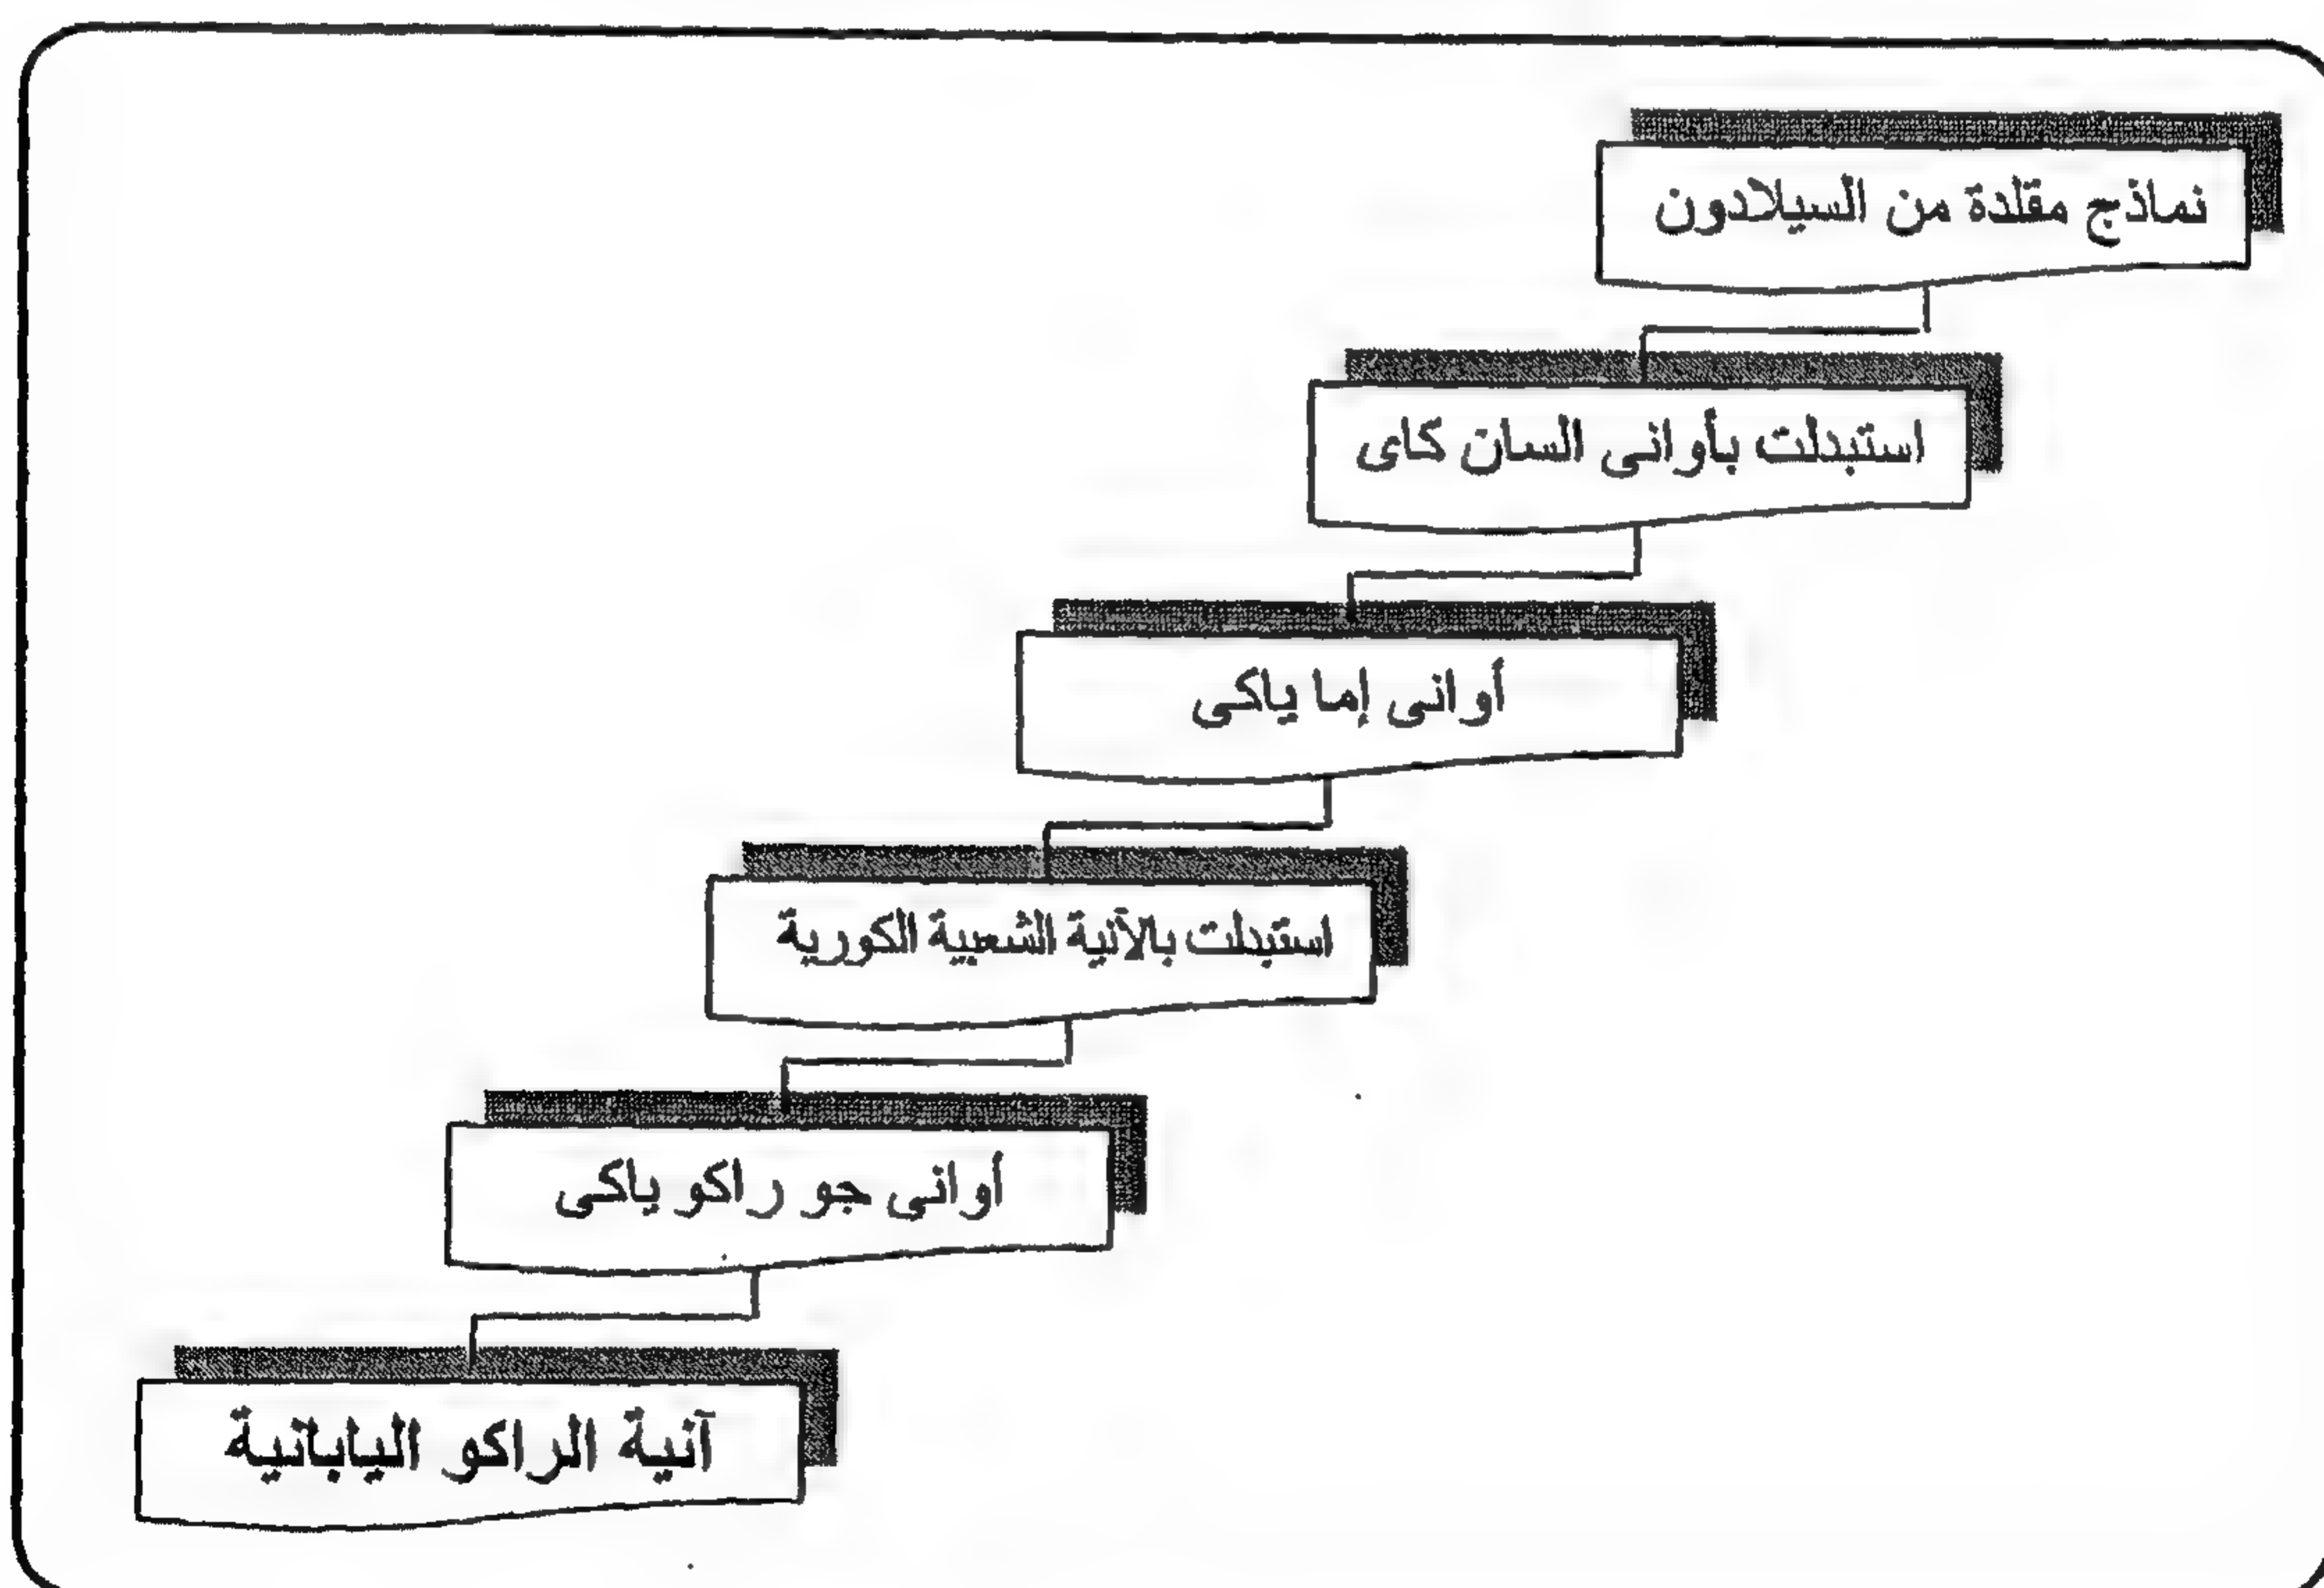 نماذج مقلدة من السيلادون
استبدلت بأوانى السان كاى
أوانى إما ياكى
استبدلت بالآنية الشعبية الكورية
أوانى جو راكو ياكى
آنية الراكو اليابانية